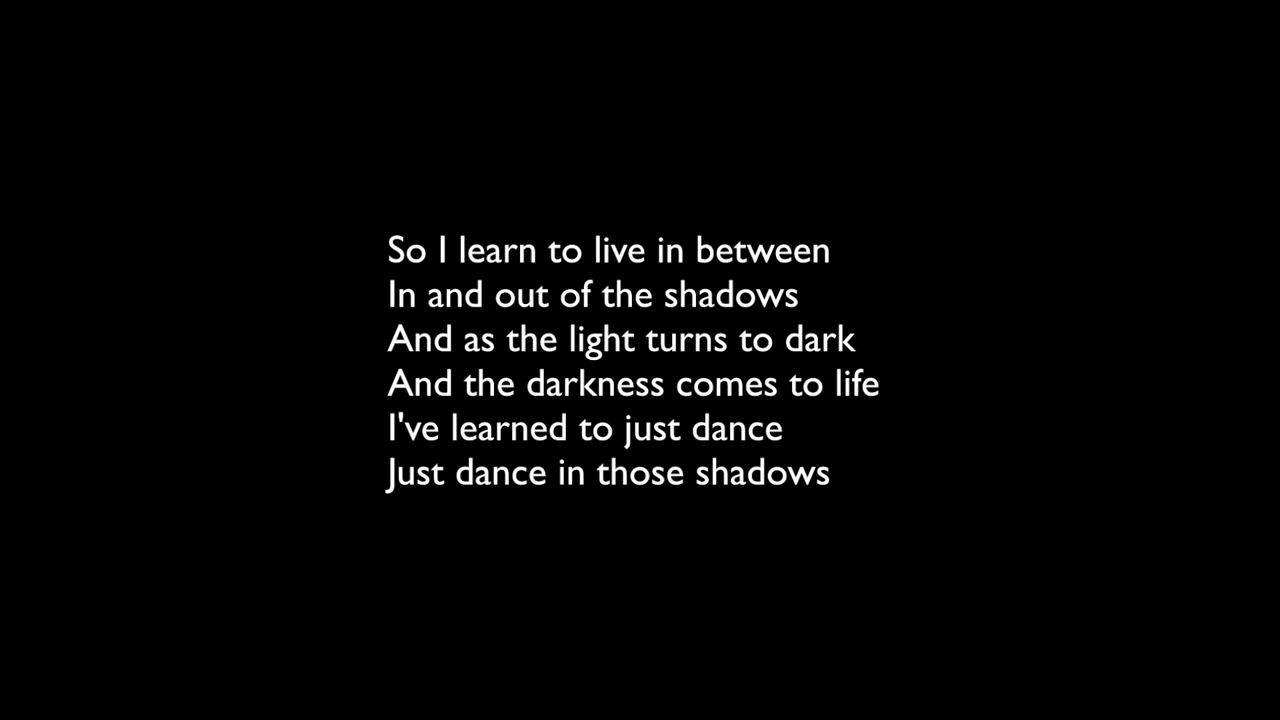 So I learn to live in between
In and out of the shadows
And as the light turns to dark
And the darkness comes to life
I've learned to just dance
Just dance in those shadows